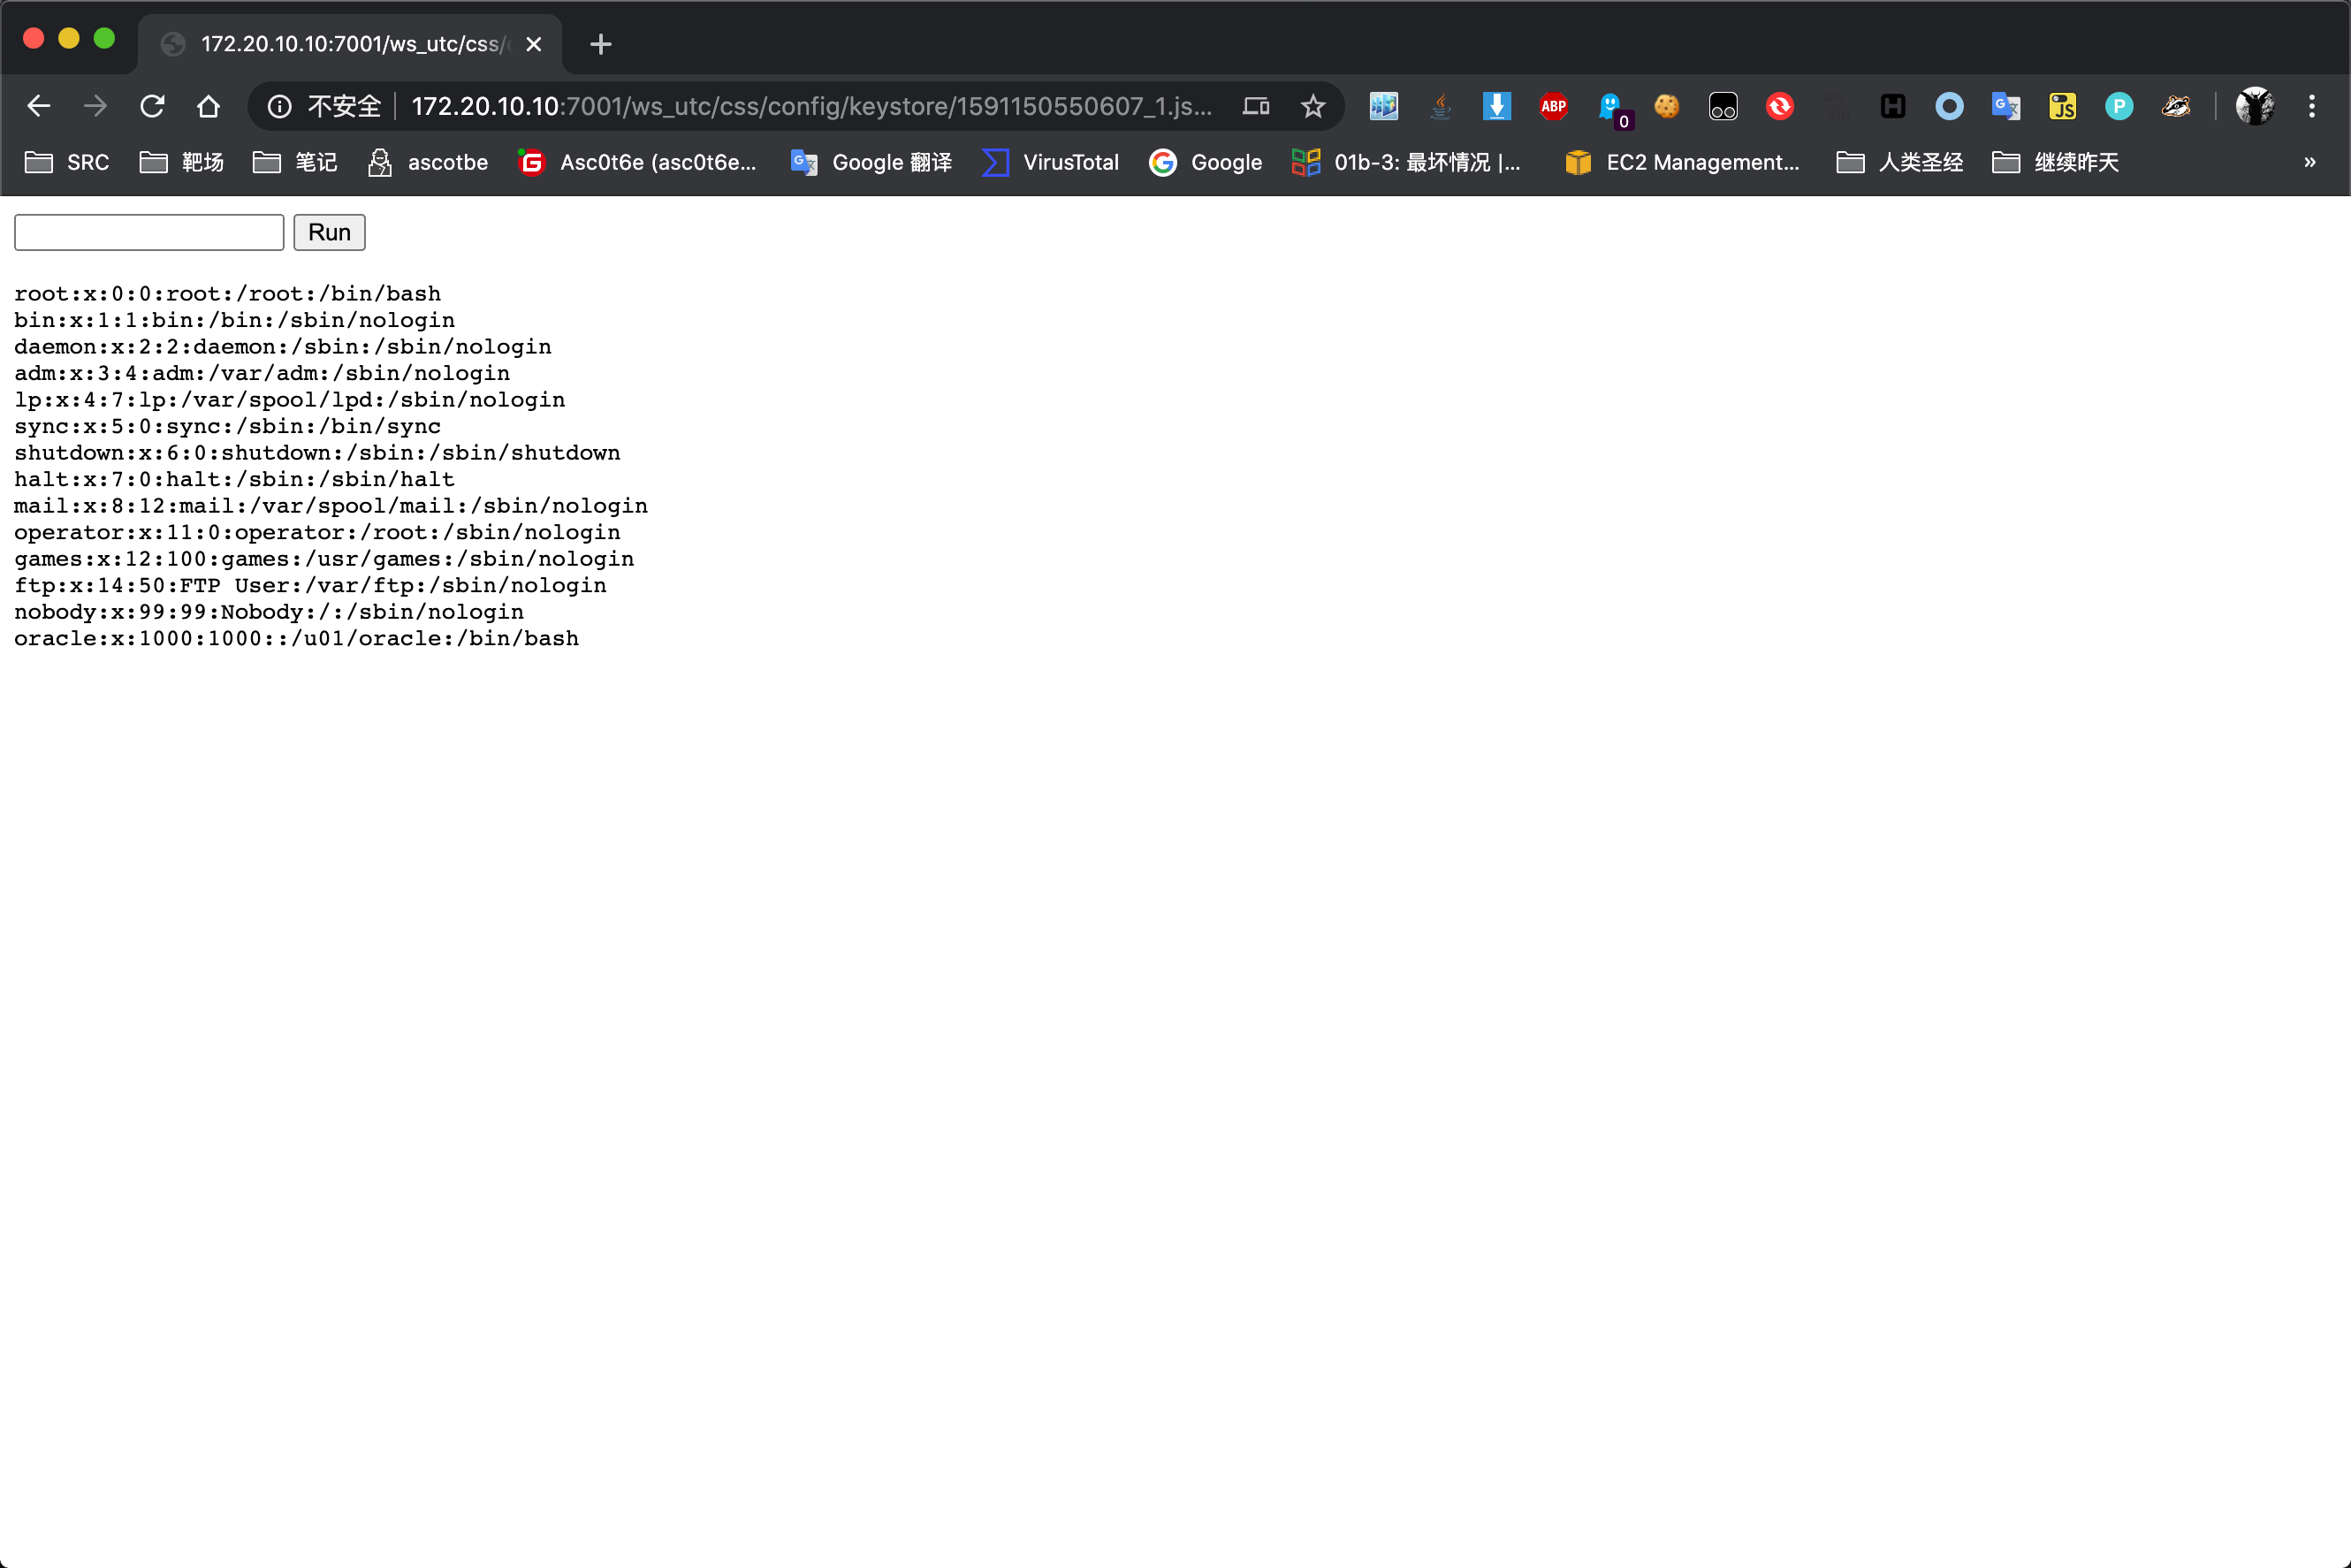 172.20.10.10:7001/ws_utc/css/
不安全 172.20.10.10:7001/ws_utc/css/config/keystore/1591150550607_1.js...
ABP 0 JS P
SRC 靶场 笔记 ascotbe Asc0t6e (asc0t6e... Google 翻译 VirusTotal Google 01b-3: 最坏情况 |... EC2 Management... 人类圣经 继续昨天 »
Run
root:x:0:0:root:/root:/bin/bash
bin:x:1:1:bin:/bin:/sbin/nologin
daemon:x:2:2:daemon:/sbin:/sbin/nologin
adm:x:3:4:adm:/var/adm:/sbin/nologin
lp:x:4:7:lp:/var/spool/lpd:/sbin/nologin
sync:x:5:0:sync:/sbin:/bin/sync
shutdown:x:6:0:shutdown:/sbin:/sbin/shutdown
halt:x:7:0:halt:/sbin:/sbin/halt
mail:x:8:12:mail:/var/spool/mail:/sbin/nologin
operator:x:11:0:operator:/root:/sbin/nologin
games:x:12:100:games:/usr/games:/sbin/nologin
ftp:x:14:50:FTP User:/var/ftp:/sbin/nologin
nobody:x:99:99:Nobody:/:/sbin/nologin
oracle:x:1000:1000::/u01/oracle:/bin/bash